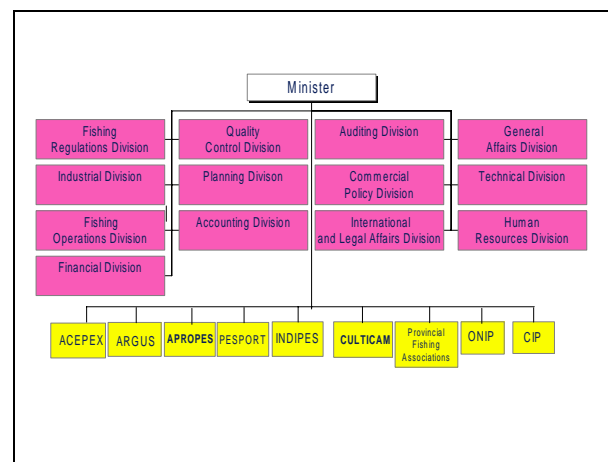 Minister
Fishing
Regulations Division
Quality
Control Division
Auditing Division
General
Affairs Division
Industrial Division
Planning Divison
Commercial
Policy Division
Technical Division
Fishing
Operations Division
Accounting Division
International
and Legal Affairs Division
Human
Resources Division
Financial Division
ACEPEX
ARGUS
APROPES
PESPORT
INDIPES
CULTICAM
Provincial
Fishing
Associations
ONIP
CIP